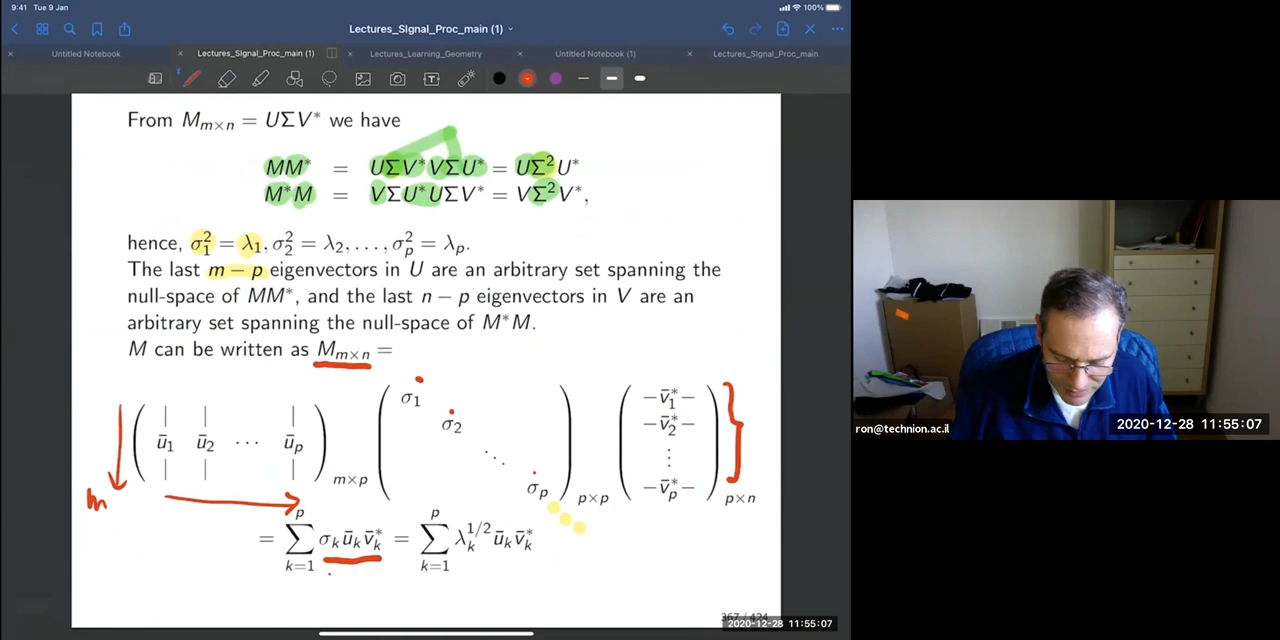 9:41 Tue 9 Jan
100%
Lectures_SIgnal_Proc_main (1)
Untitled Notebook
Lectures_SIgnal_Proc_main (1)
Lectures_Learning_Geometry
Untitled Notebook (1)
Lectures_SIgnal_Proc_main
From M_{m×n} = UΣV* we have
MM* = UΣV*VΣU* = UΣ²U*
M*M = VΣU*UΣV* = VΣ²V*,
hence, σ₁² = λ₁, σ₂² = λ₂, . . . , σ_p² = λ_p.
The last m − p eigenvectors in U are an arbitrary set spanning the
null-space of MM*, and the last n − p eigenvectors in V are an
arbitrary set spanning the null-space of M*M.
M can be written as M_{m×n} =
( | | | ; ū₁ ū₂ ⋯ ū_p ; | | | )_{m×p} ( σ₁ σ₂ ⋱ σ_p )_{p×p} ( −v̄₁*− ; −v̄₂*− ; ⋮ ; −v̄_p*− )_{p×n}
m
= ∑_{k=1}^{p} σ_k ū_k v̄_k* = ∑_{k=1}^{p} λ_k^{1/2} ū_k v̄_k*
367 / 424
2020-12-28 11:55:07
ron@technion.ac.il
2020-12-28 11:55:07